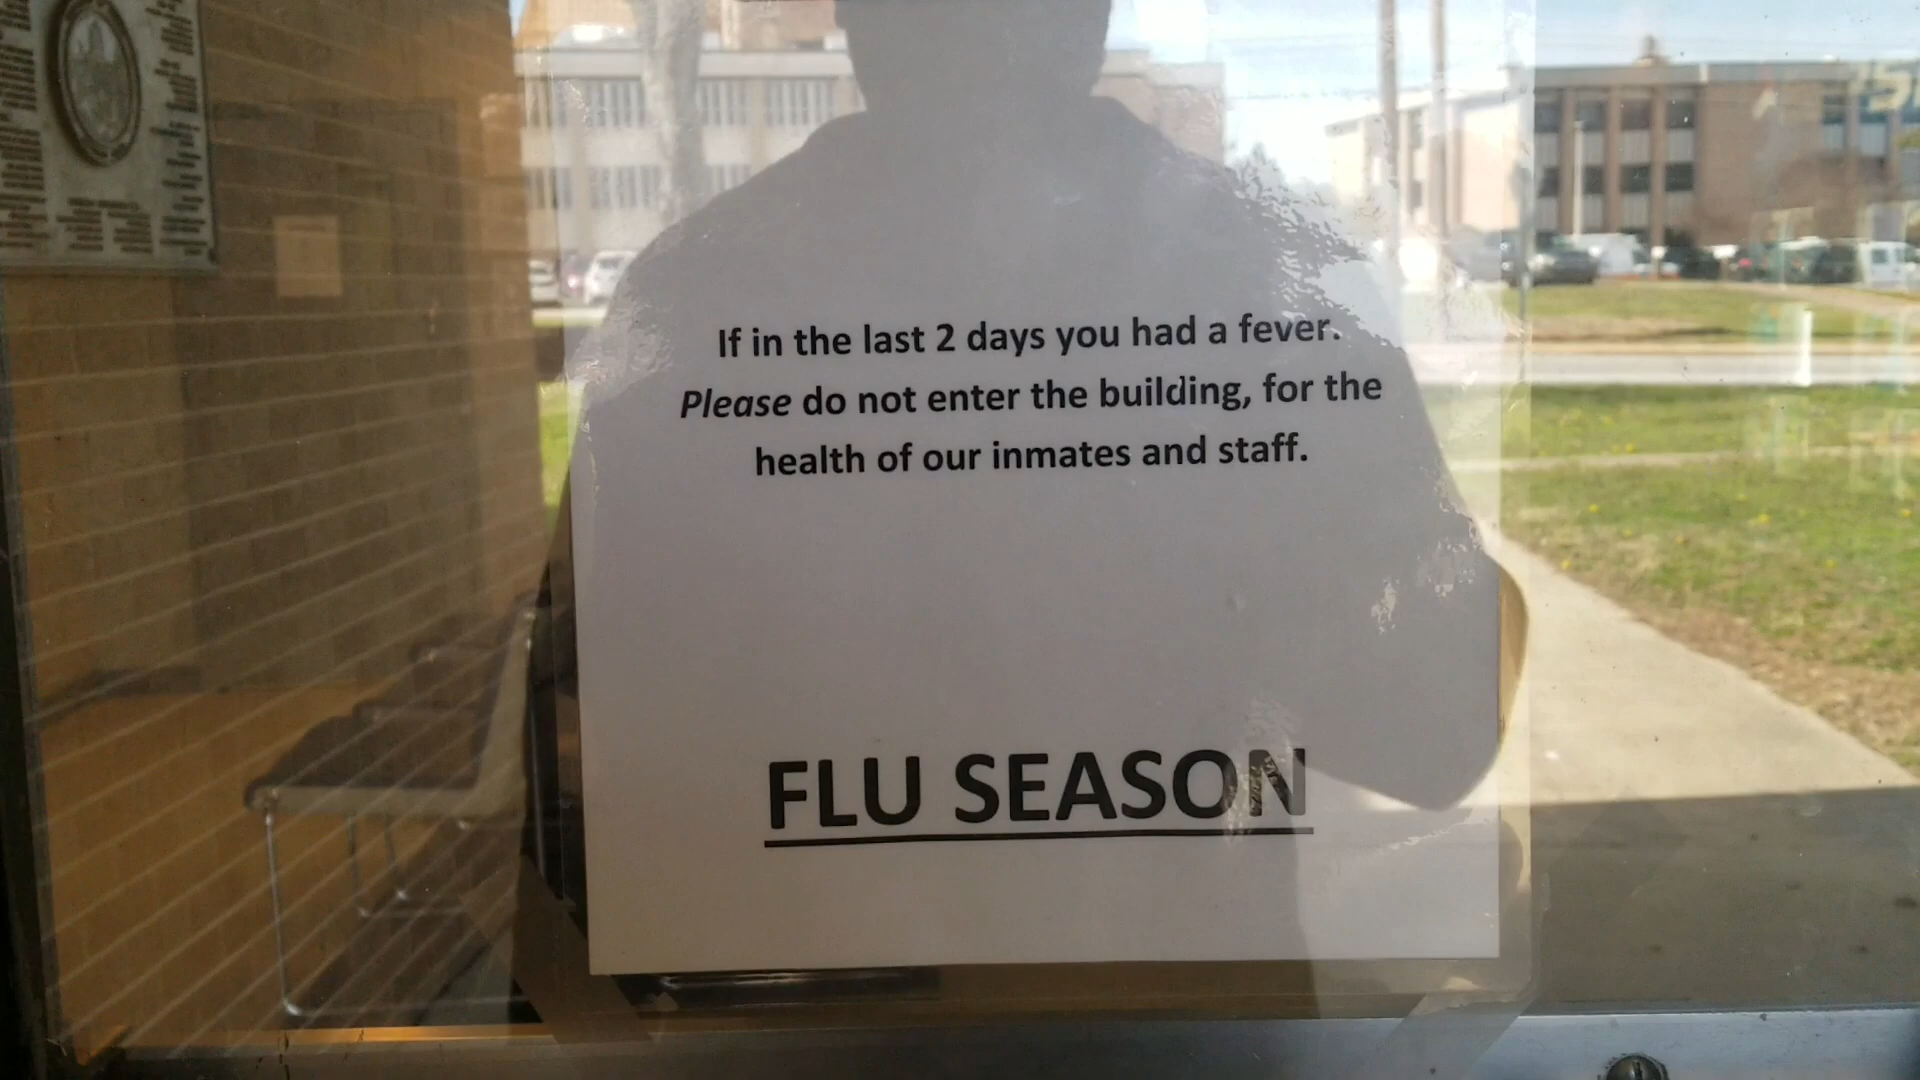 If in the last 2 days you had a fever.
Please do not enter the building, for the
health of our inmates and staff.
FLU SEASON